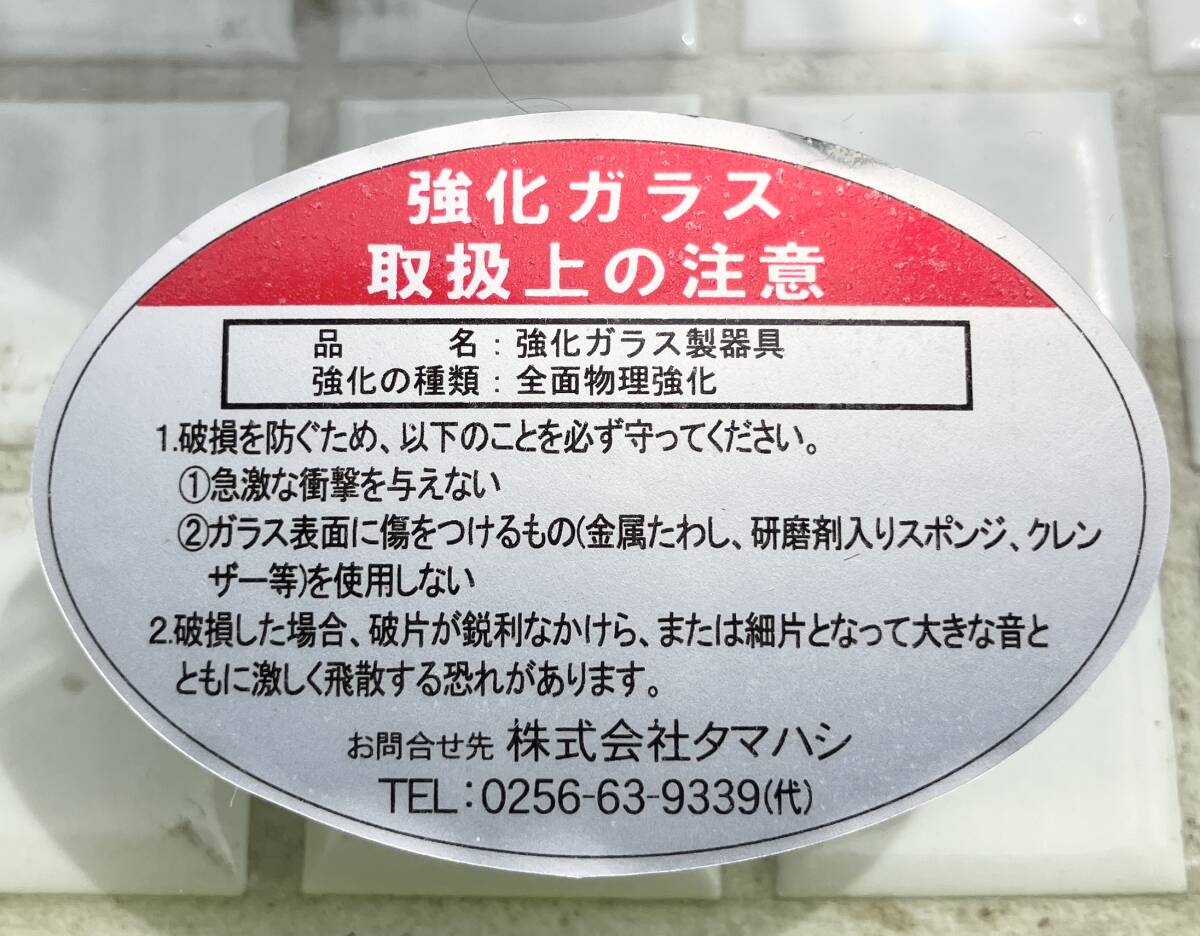 強化ガラス
取扱上の注意
品　　　名：強化ガラス製器具
強化の種類：全面物理強化
1.破損を防ぐため、以下のことを必ず守ってください。
①急激な衝撃を与えない
②ガラス表面に傷をつけるもの(金属たわし、研磨剤入りスポンジ、クレン
ザー等)を使用しない
2.破損した場合、破片が鋭利なかけら、または細片となって大きな音と
ともに激しく飛散する恐れがあります。
お問合せ先 株式会社タマハシ
TEL：0256-63-9339(代)